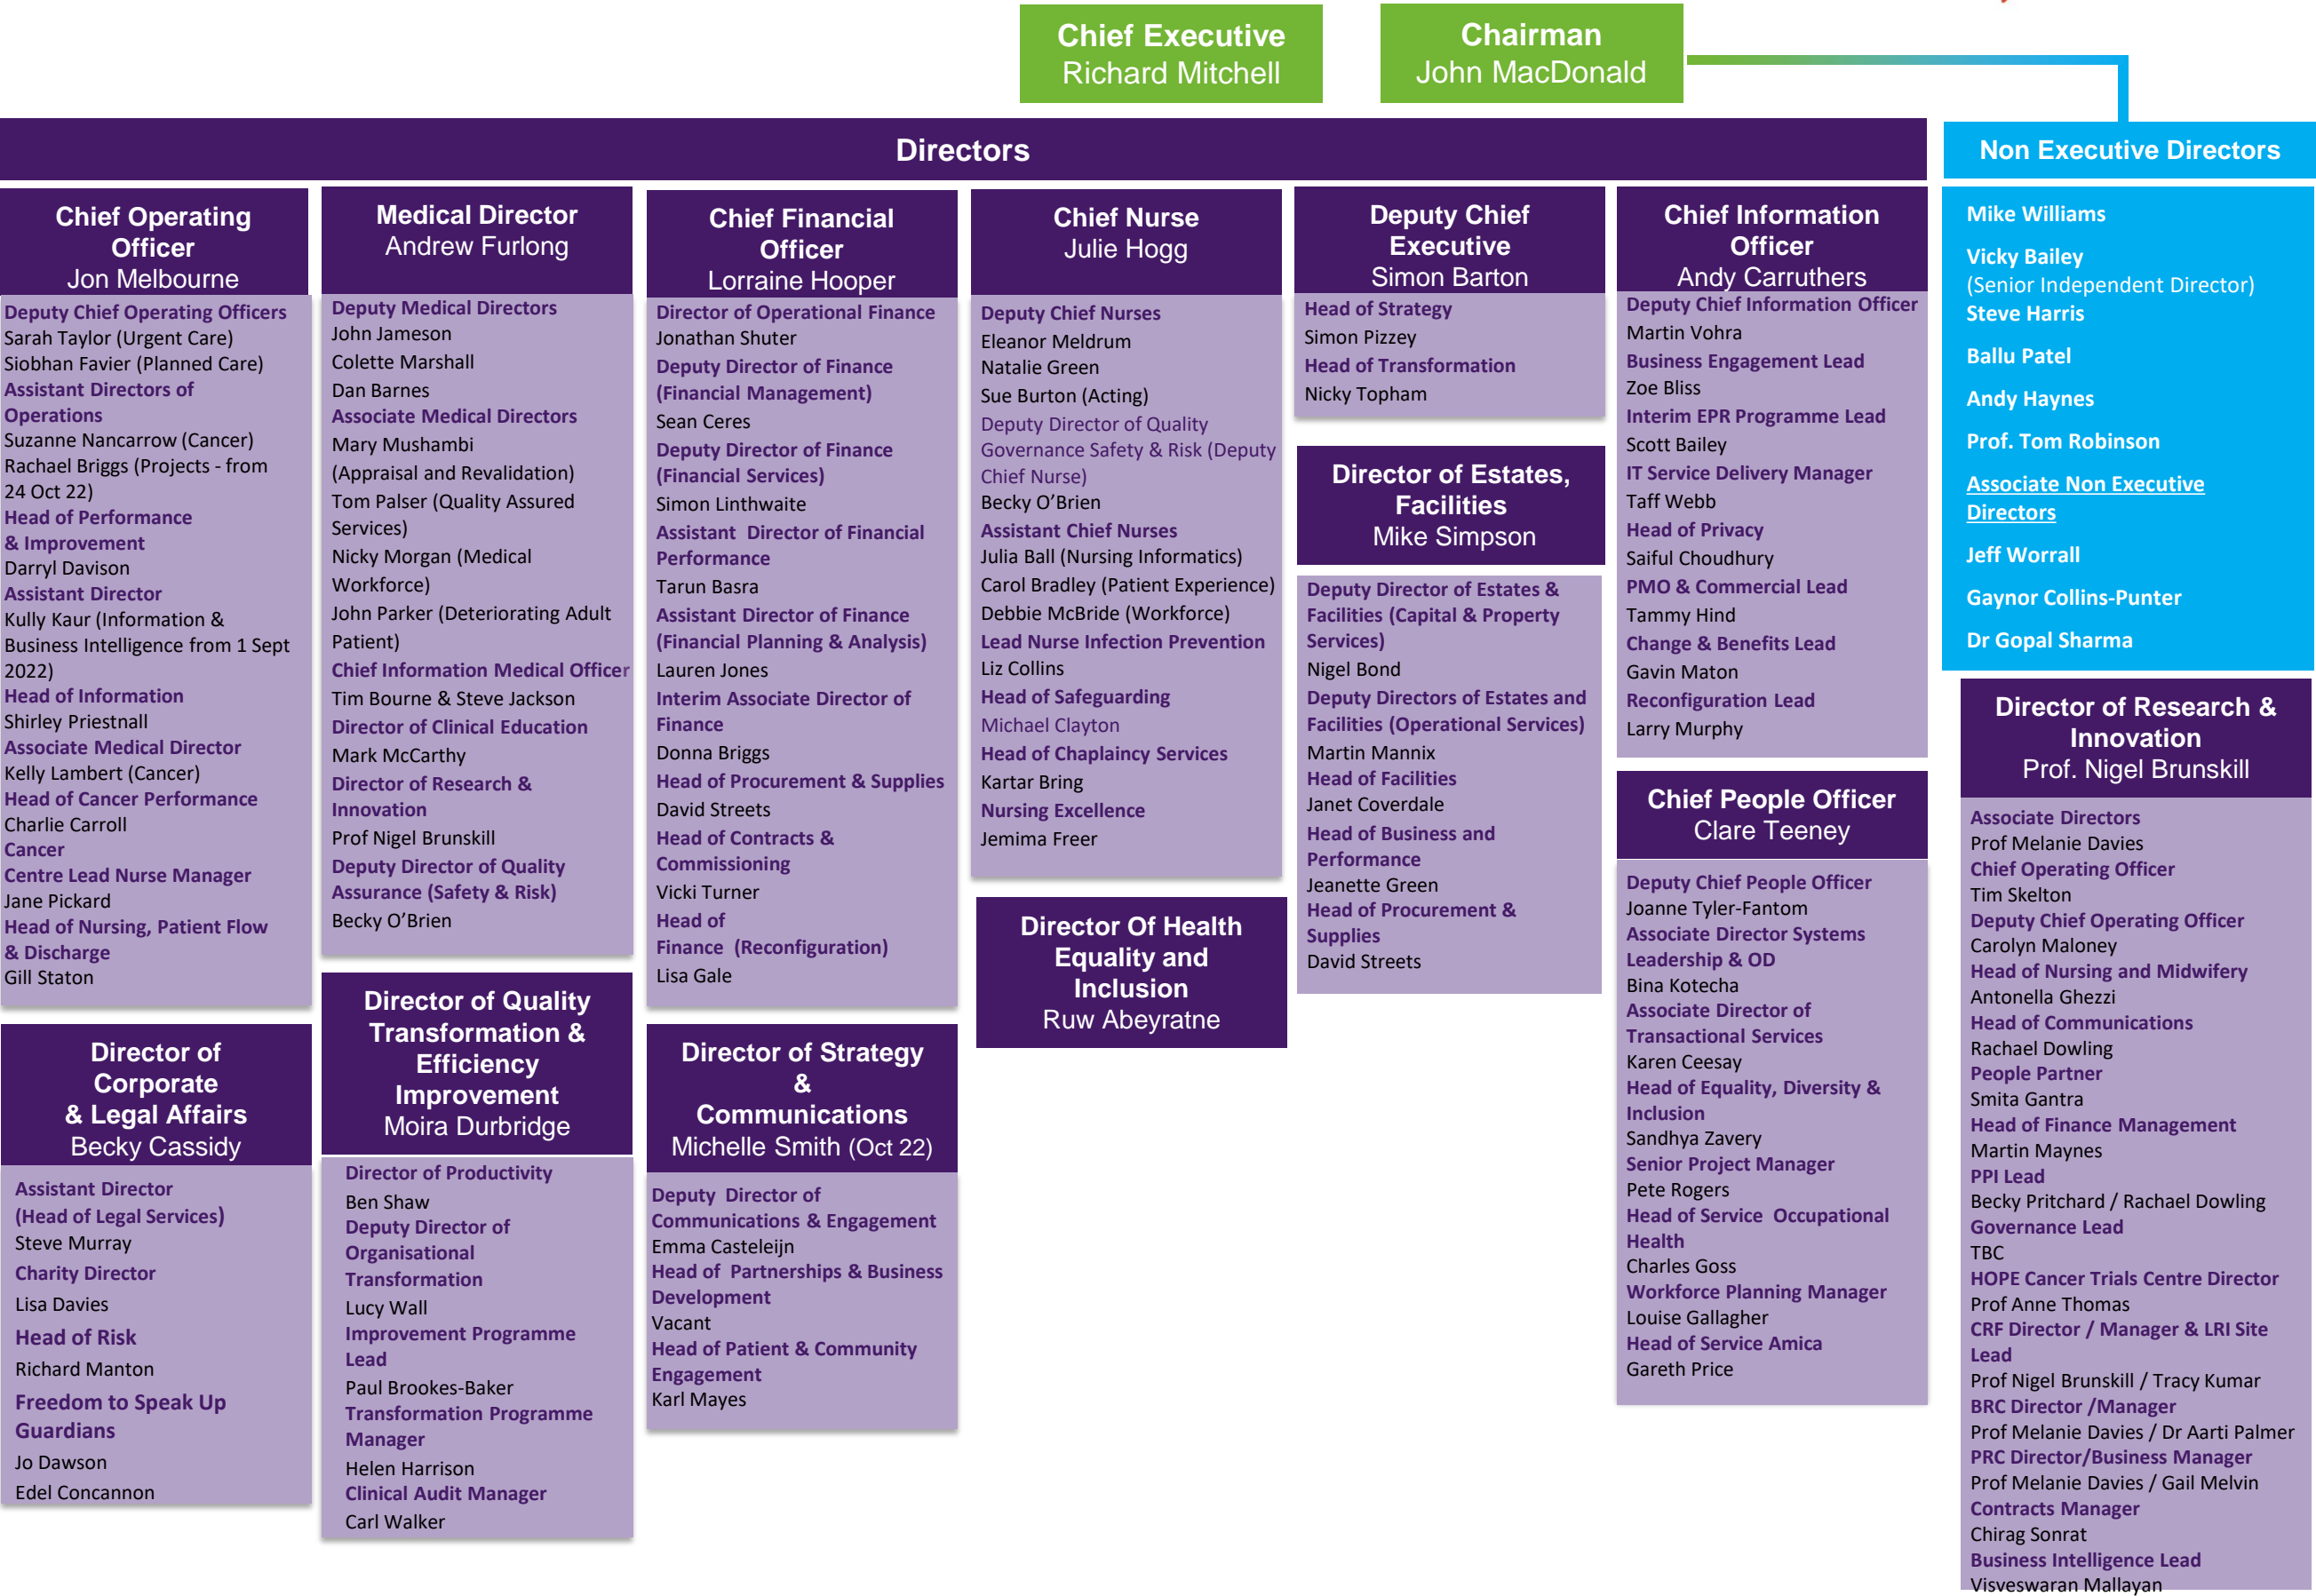 Chief Executive
Richard Mitchell
Chairman
John MacDonald
Directors
Non Executive Directors
Chief Operating
Officer
Jon Melbourne
Deputy Chief Operating Officers
Sarah Taylor (Urgent Care)
Siobhan Favier (Planned Care)
Assistant Directors of
Operations
Suzanne Nancarrow (Cancer)
Rachael Briggs (Projects - from
24 Oct 22)
Head of Performance
& Improvement
Darryl Davison
Assistant Director
Kully Kaur (Information &
Business Intelligence from 1 Sept
2022)
Head of Information
Shirley Priestnall
Associate Medical Director
Kelly Lambert (Cancer)
Head of Cancer Performance
Charlie Carroll
Cancer
Centre Lead Nurse Manager
Jane Pickard
Head of Nursing, Patient Flow
& Discharge
Gill Staton
Director of
Corporate
& Legal Affairs
Becky Cassidy
Assistant Director
(Head of Legal Services)
Steve Murray
Charity Director
Lisa Davies
Head of Risk
Richard Manton
Freedom to Speak Up
Guardians
Jo Dawson
Edel Concannon
Medical Director
Andrew Furlong
Deputy Medical Directors
John Jameson
Colette Marshall
Dan Barnes
Associate Medical Directors
Mary Mushambi
(Appraisal and Revalidation)
Tom Palser (Quality Assured
Services)
Nicky Morgan (Medical
Workforce)
John Parker (Deteriorating Adult
Patient)
Chief Information Medical Officer
Tim Bourne & Steve Jackson
Director of Clinical Education
Mark McCarthy
Director of Research &
Innovation
Prof Nigel Brunskill
Deputy Director of Quality
Assurance (Safety & Risk)
Becky O’Brien
Director of Quality
Transformation &
Efficiency
Improvement
Moira Durbridge
Director of Productivity
Ben Shaw
Deputy Director of
Organisational
Transformation
Lucy Wall
Improvement Programme
Lead
Paul Brookes-Baker
Transformation Programme
Manager
Helen Harrison
Clinical Audit Manager
Carl Walker
Chief Financial
Officer
Lorraine Hooper
Director of Operational Finance
Jonathan Shuter
Deputy Director of Finance
(Financial Management)
Sean Ceres
Deputy Director of Finance
(Financial Services)
Simon Linthwaite
Assistant Director of Financial
Performance
Tarun Basra
Assistant Director of Finance
(Financial Planning & Analysis)
Lauren Jones
Interim Associate Director of
Finance
Donna Briggs
Head of Procurement & Supplies
David Streets
Head of Contracts &
Commissioning
Vicki Turner
Head of
Finance (Reconfiguration)
Lisa Gale
Director of Strategy
&
Communications
Michelle Smith (Oct 22)
Deputy Director of
Communications & Engagement
Emma Casteleijn
Head of Partnerships & Business
Development
Vacant
Head of Patient & Community
Engagement
Karl Mayes
Chief Nurse
Julie Hogg
Deputy Chief Nurses
Eleanor Meldrum
Natalie Green
Sue Burton (Acting)
Deputy Director of Quality
Governance Safety & Risk (Deputy
Chief Nurse)
Becky O’Brien
Assistant Chief Nurses
Julia Ball (Nursing Informatics)
Carol Bradley (Patient Experience)
Debbie McBride (Workforce)
Lead Nurse Infection Prevention
Liz Collins
Head of Safeguarding
Michael Clayton
Head of Chaplaincy Services
Kartar Bring
Nursing Excellence
Jemima Freer
Director Of Health
Equality and
Inclusion
Ruw Abeyratne
Deputy Chief
Executive
Simon Barton
Head of Strategy
Simon Pizzey
Head of Transformation
Nicky Topham
Director of Estates,
Facilities
Mike Simpson
Deputy Director of Estates &
Facilities (Capital & Property
Services)
Nigel Bond
Deputy Directors of Estates and
Facilities (Operational Services)
Martin Mannix
Head of Facilities
Janet Coverdale
Head of Business and
Performance
Jeanette Green
Head of Procurement &
Supplies
David Streets
Chief Information
Officer
Andy Carruthers
Deputy Chief Information Officer
Martin Vohra
Business Engagement Lead
Zoe Bliss
Interim EPR Programme Lead
Scott Bailey
IT Service Delivery Manager
Taff Webb
Head of Privacy
Saiful Choudhury
PMO & Commercial Lead
Tammy Hind
Change & Benefits Lead
Gavin Maton
Reconfiguration Lead
Larry Murphy
Chief People Officer
Clare Teeney
Deputy Chief People Officer
Joanne Tyler-Fantom
Associate Director Systems
Leadership & OD
Bina Kotecha
Associate Director of
Transactional Services
Karen Ceesay
Head of Equality, Diversity &
Inclusion
Sandhya Zavery
Senior Project Manager
Pete Rogers
Head of Service Occupational
Health
Charles Goss
Workforce Planning Manager
Louise Gallagher
Head of Service Amica
Gareth Price
Mike Williams
Vicky Bailey
(Senior Independent Director)
Steve Harris
Ballu Patel
Andy Haynes
Prof. Tom Robinson
Associate Non Executive
Directors
Jeff Worrall
Gaynor Collins-Punter
Dr Gopal Sharma
Director of Research &
Innovation
Prof. Nigel Brunskill
Associate Directors
Prof Melanie Davies
Chief Operating Officer
Tim Skelton
Deputy Chief Operating Officer
Carolyn Maloney
Head of Nursing and Midwifery
Antonella Ghezzi
Head of Communications
Rachael Dowling
People Partner
Smita Gantra
Head of Finance Management
Martin Maynes
PPI Lead
Becky Pritchard / Rachael Dowling
Governance Lead
TBC
HOPE Cancer Trials Centre Director
Prof Anne Thomas
CRF Director / Manager & LRI Site
Lead
Prof Nigel Brunskill / Tracy Kumar
BRC Director /Manager
Prof Melanie Davies / Dr Aarti Palmer
PRC Director/Business Manager
Prof Melanie Davies / Gail Melvin
Contracts Manager
Chirag Sonrat
Business Intelligence Lead
Visveswaran Mallayan